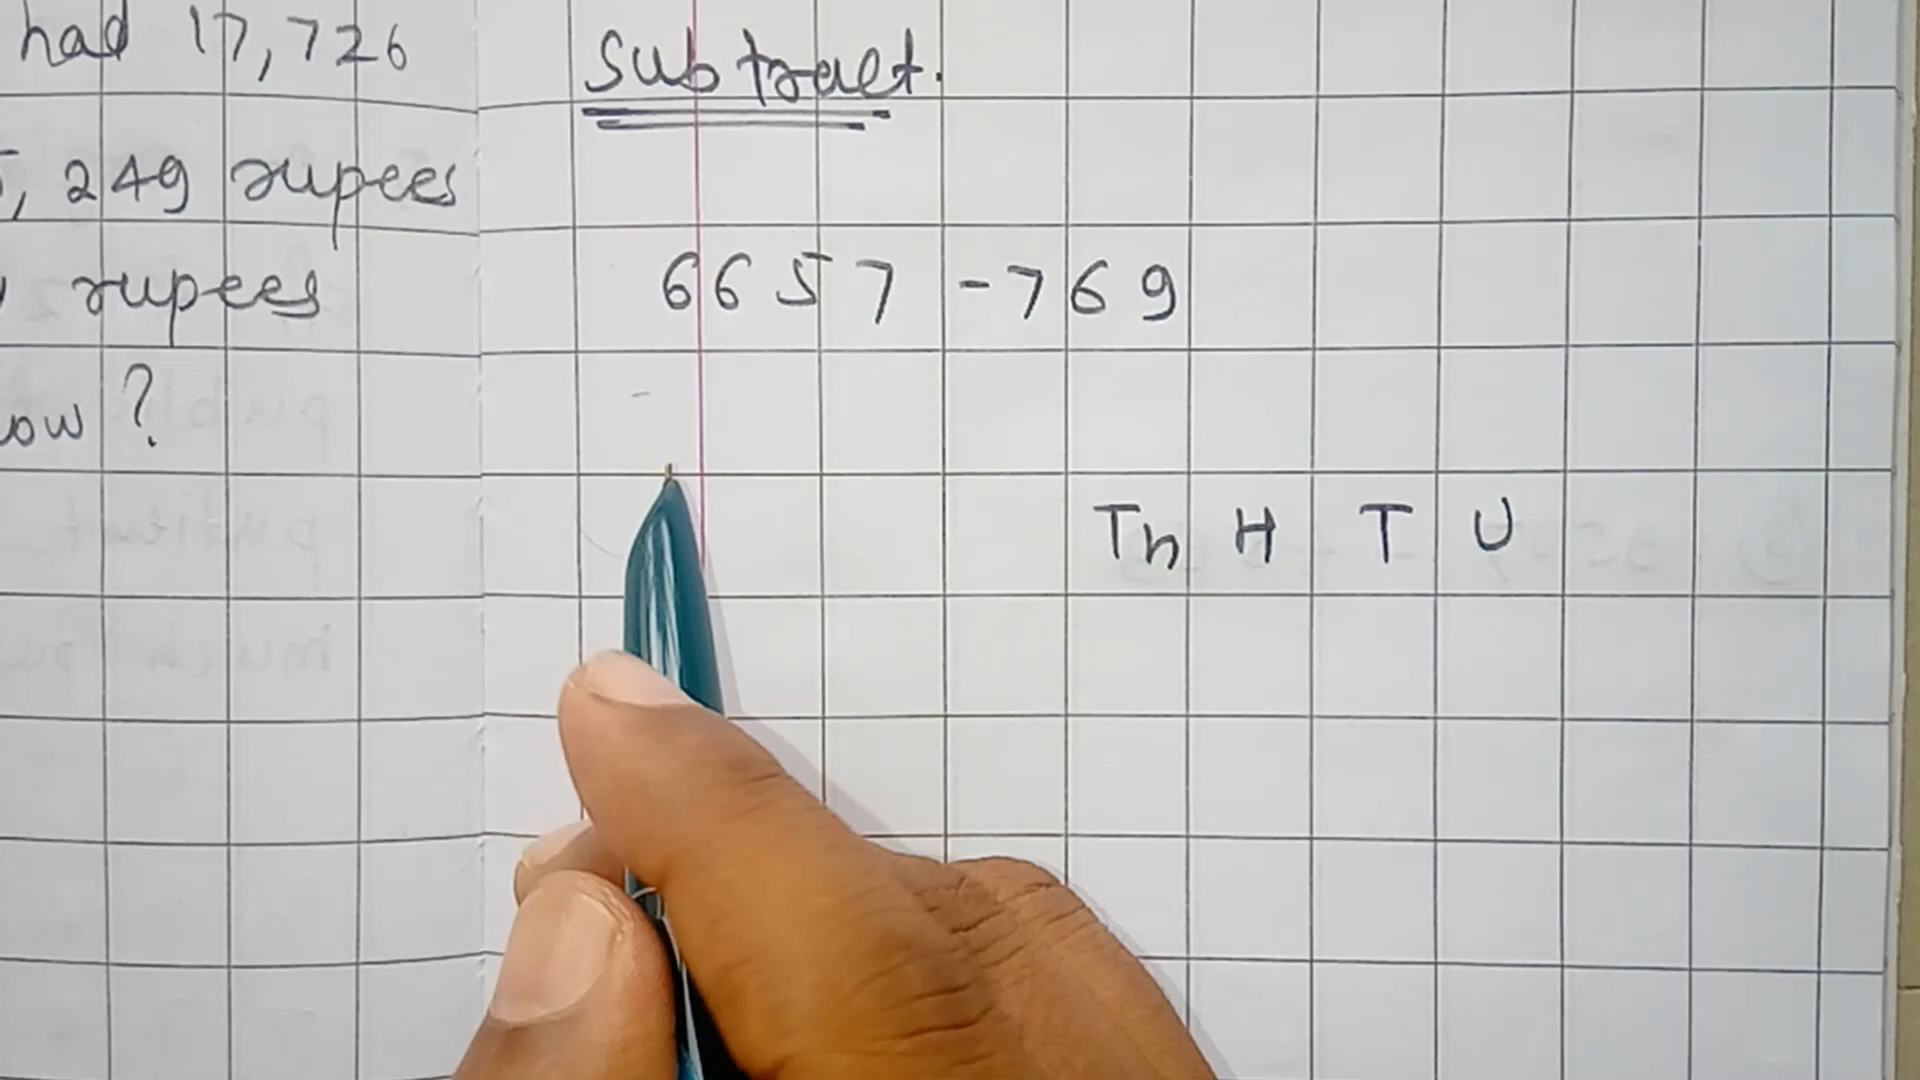 had 17,726
, 249 rupees
rupees
ow ?
Subtract.
6657 - 769
Th H T U